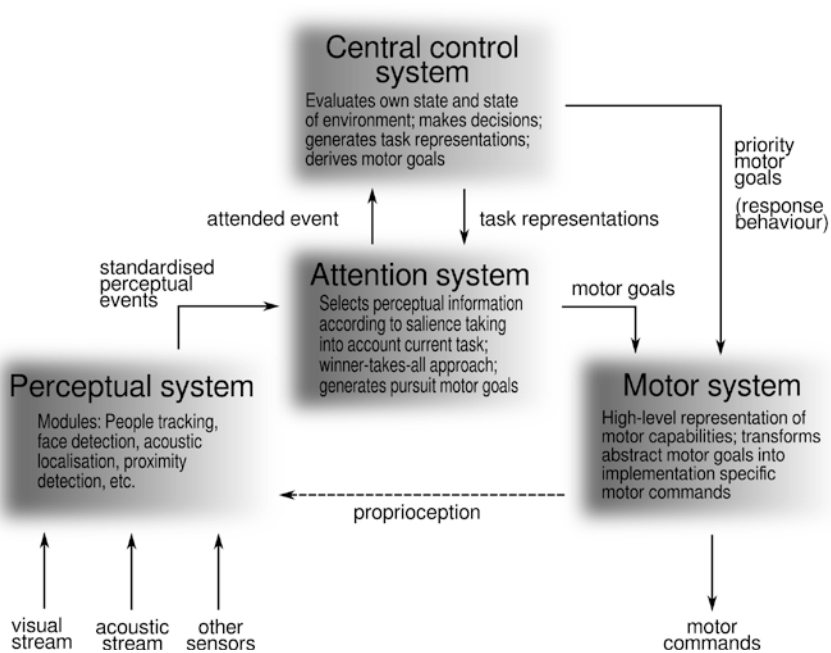 Central control
system
Evaluates own state and state
of environment; makes decisions;
generates task representations;
derives motor goals
priority
motor
goals
(response
behaviour)
attended event
task representations
standardised
perceptual
events
Attention system
Selects perceptual information
according to salience taking
into account current task;
winner-takes-all approach;
generates pursuit motor goals
motor goals
Perceptual system
Modules: People tracking,
face detection, acoustic
localisation, proximity
detection, etc.
Motor system
High-level representation of
motor capabilities; transforms
abstract motor goals into
implementation specific
motor commands
proprioception
visual
stream
acoustic
stream
other
sensors
motor
commands